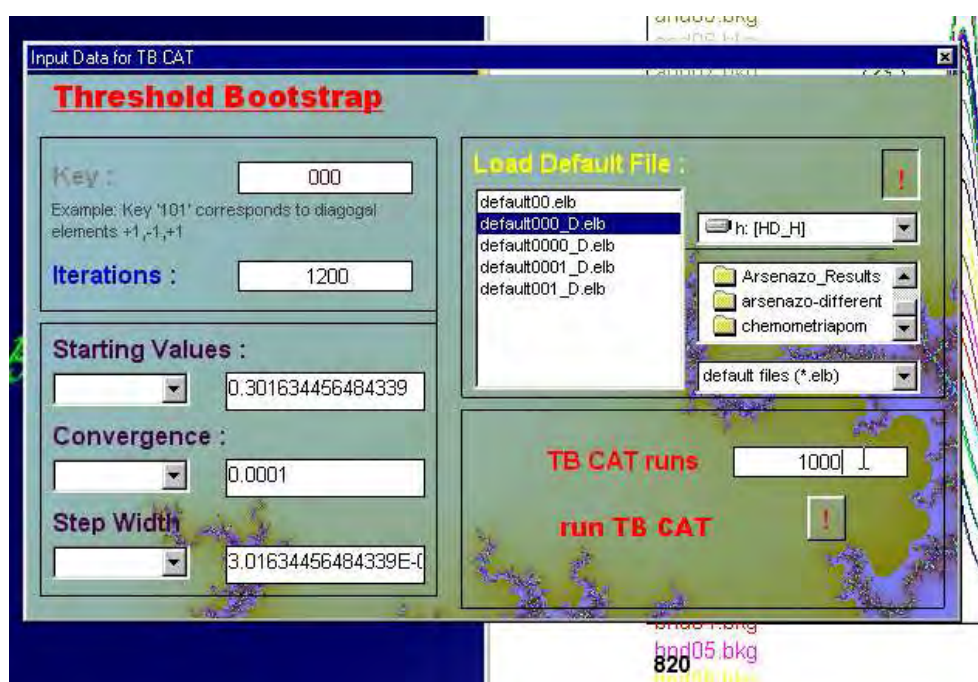 Input Data for TB CAT
Threshold Bootstrap
Key :
000
Example: Key '101' corresponds to diagogal
elements +1,-1,+1
Iterations :
1200
Starting Values :
0.301634456484339
Convergence :
0.0001
Step Width
3.01634456484339E-0
Load Default File :
!
default00.elb
default000_D.elb
default0000_D.elb
default0001_D.elb
default001_D.elb
h: [HD_H]
Arsenazo_Results
arsenazo-different
chemometriapom
default files (*.elb)
TB CAT runs
1000
run TB CAT
!
bnd05.bkg
820